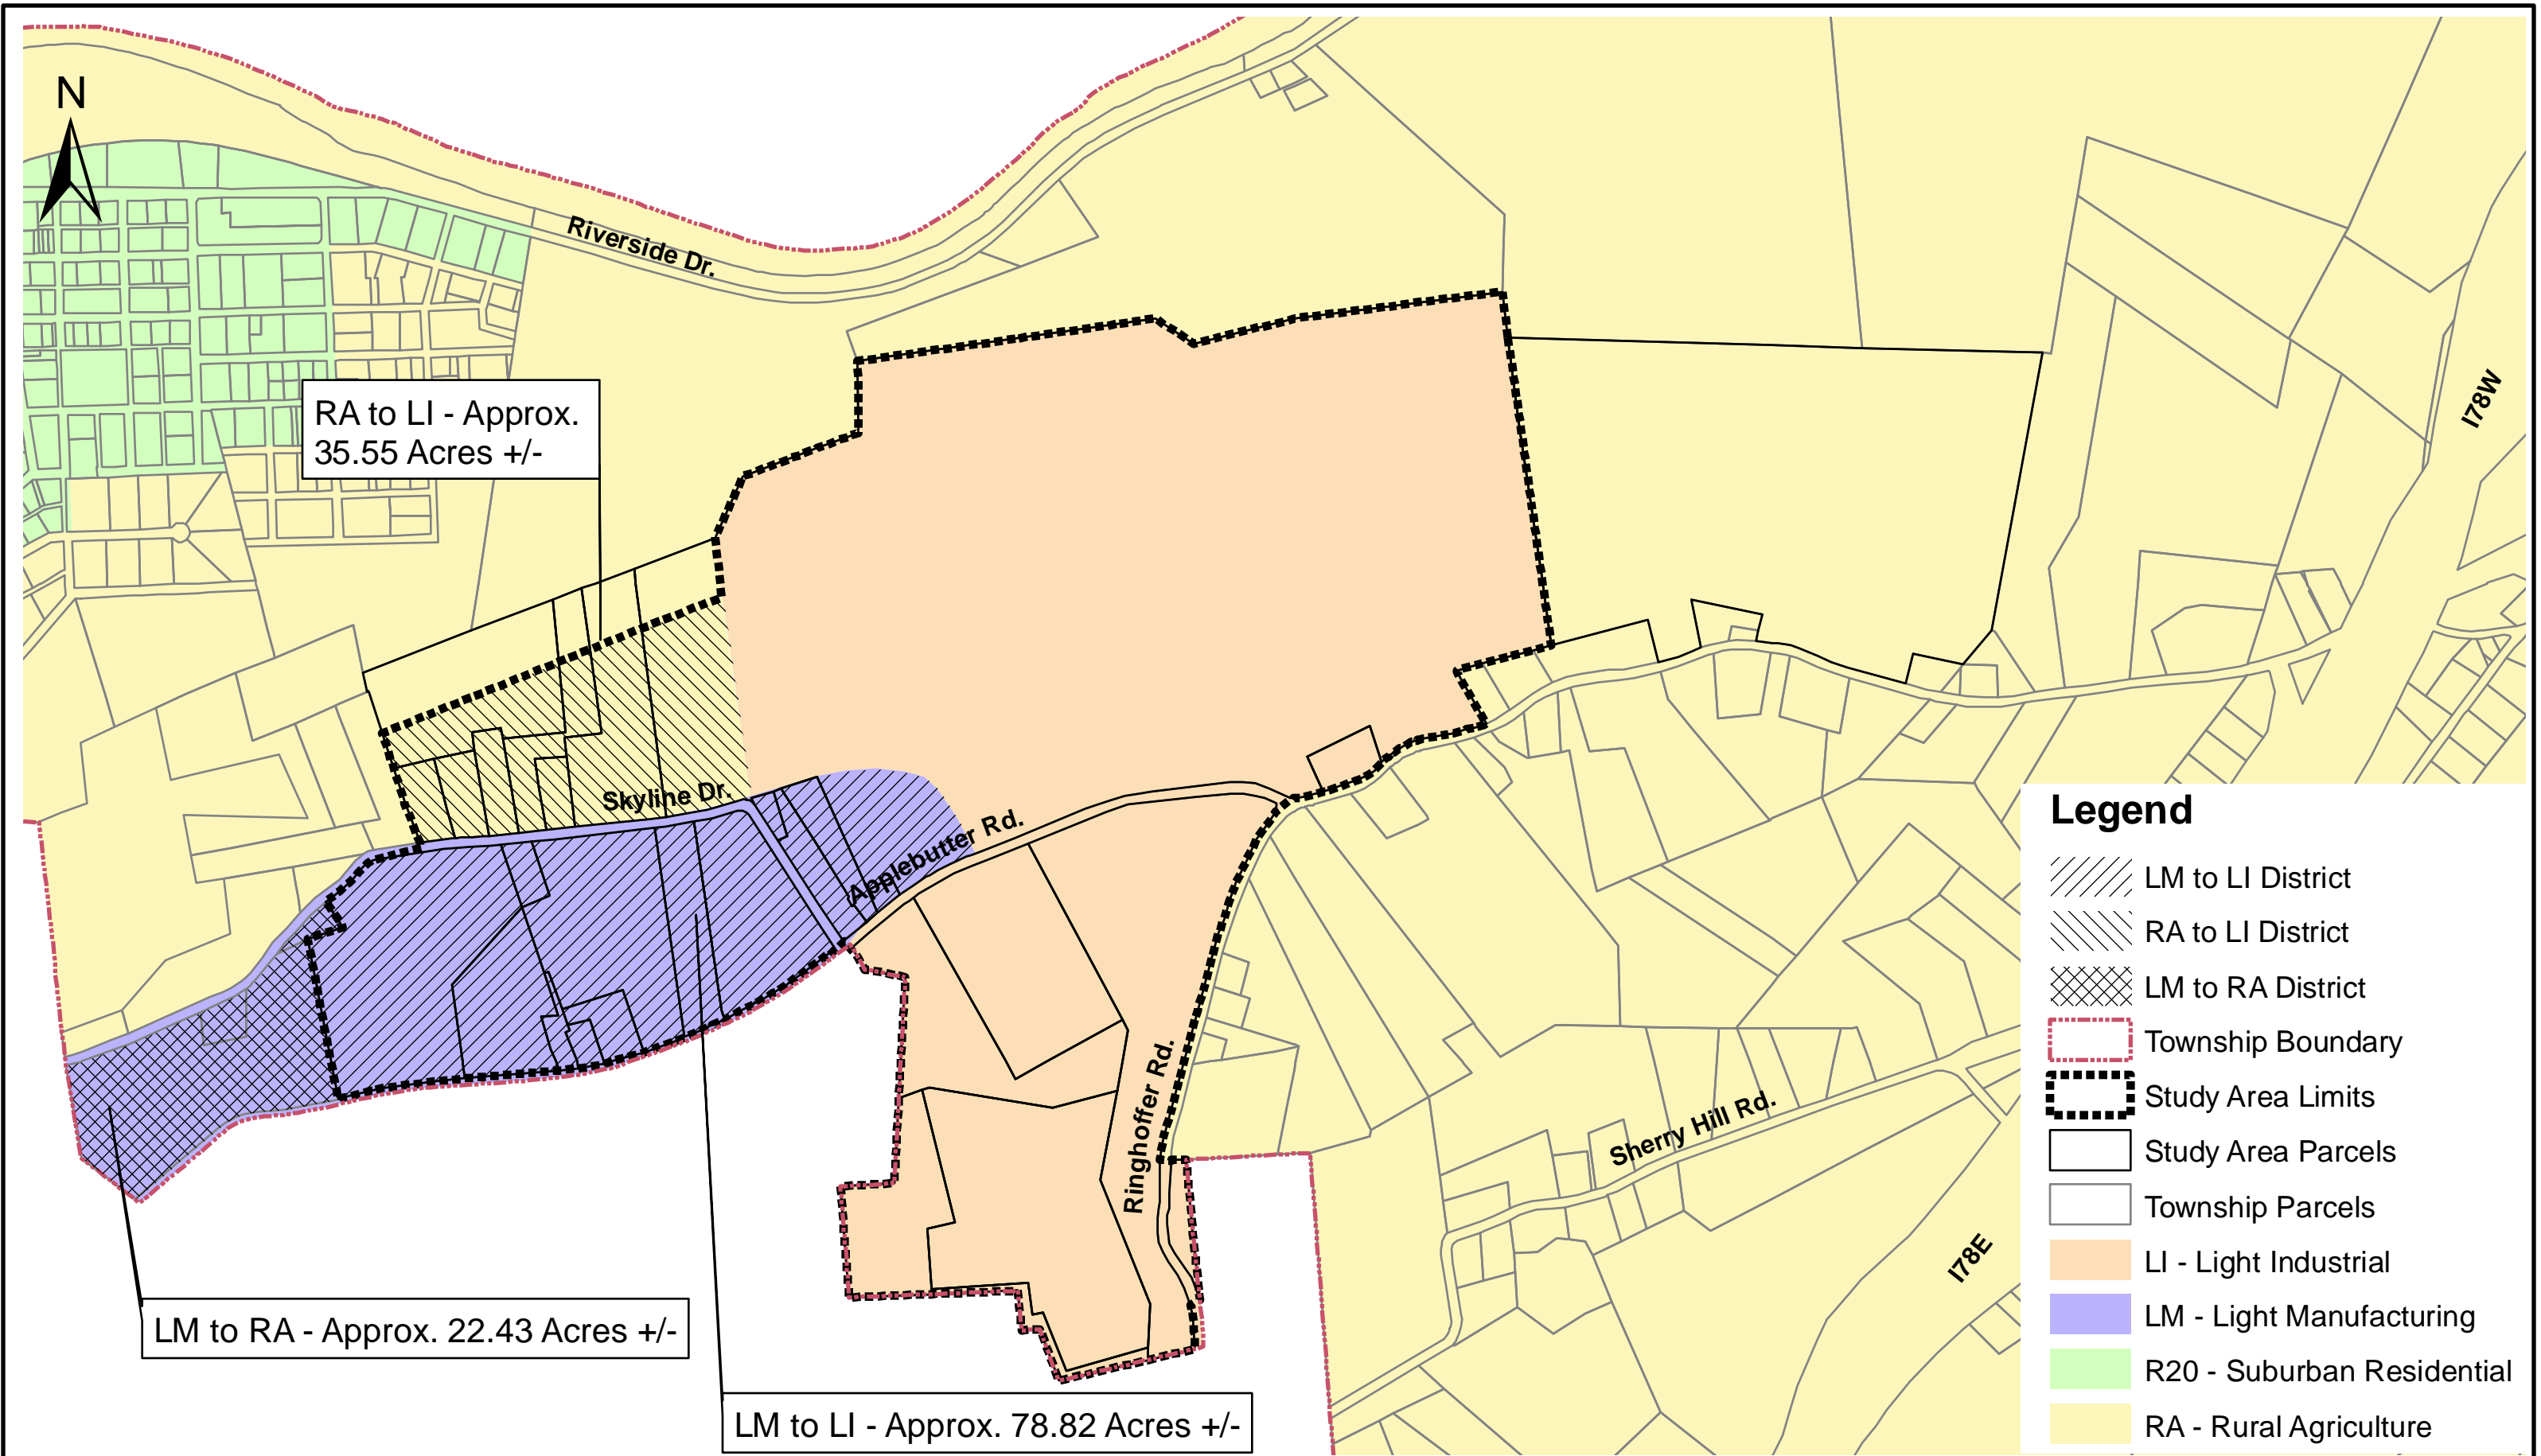 N
Riverside Dr.
I78W
RA to LI - Approx.
35.55 Acres +/-
Skyline Dr.
Applebutter Rd.
Ringhoffer Rd.
Sherry Hill Rd.
I78E
LM to RA - Approx. 22.43 Acres +/-
LM to LI - Approx. 78.82 Acres +/-
Legend
LM to LI District
RA to LI District
LM to RA District
Township Boundary
Study Area Limits
Study Area Parcels
Township Parcels
LI - Light Industrial
LM - Light Manufacturing
R20 - Suburban Residential
RA - Rural Agriculture